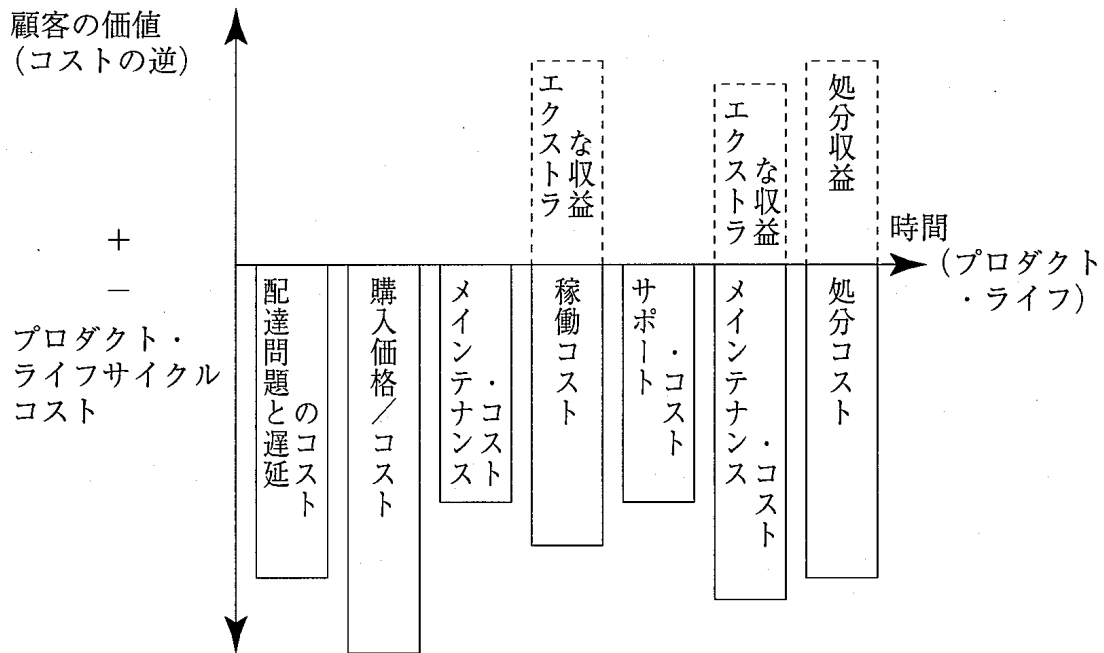 顧客の価値
(コストの逆)
+
−
プロダクト・
ライフサイクル
コスト
エクストラ
な収益
エクストラ
な収益
処分収益
時間
(プロダクト
・ライフ)
配達問題と遅延
のコスト
購入価格/コスト
メインテナンス
・コスト
稼働コスト
サポート
・コスト
メインテナンス
・コスト
処分コスト